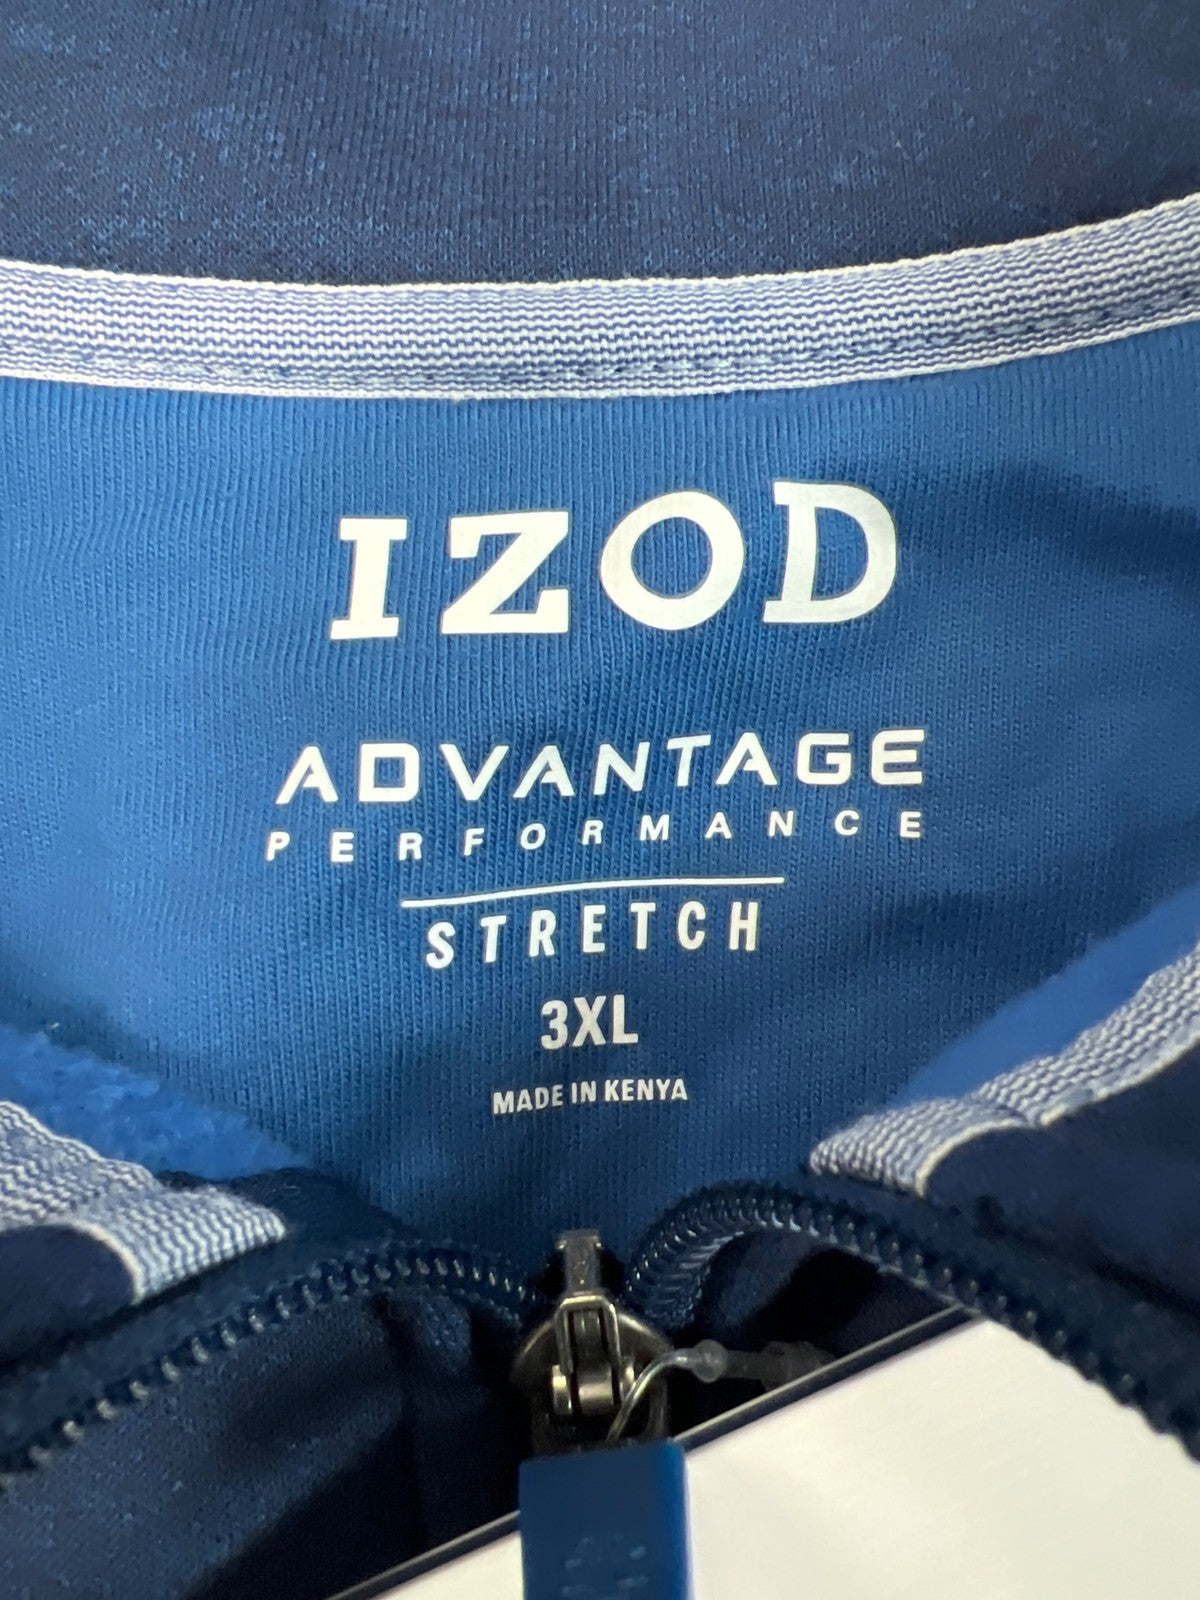 IZOD
ADVANTAGE
PERFORMANCE
STRETCH
3XL
MADE IN KENYA